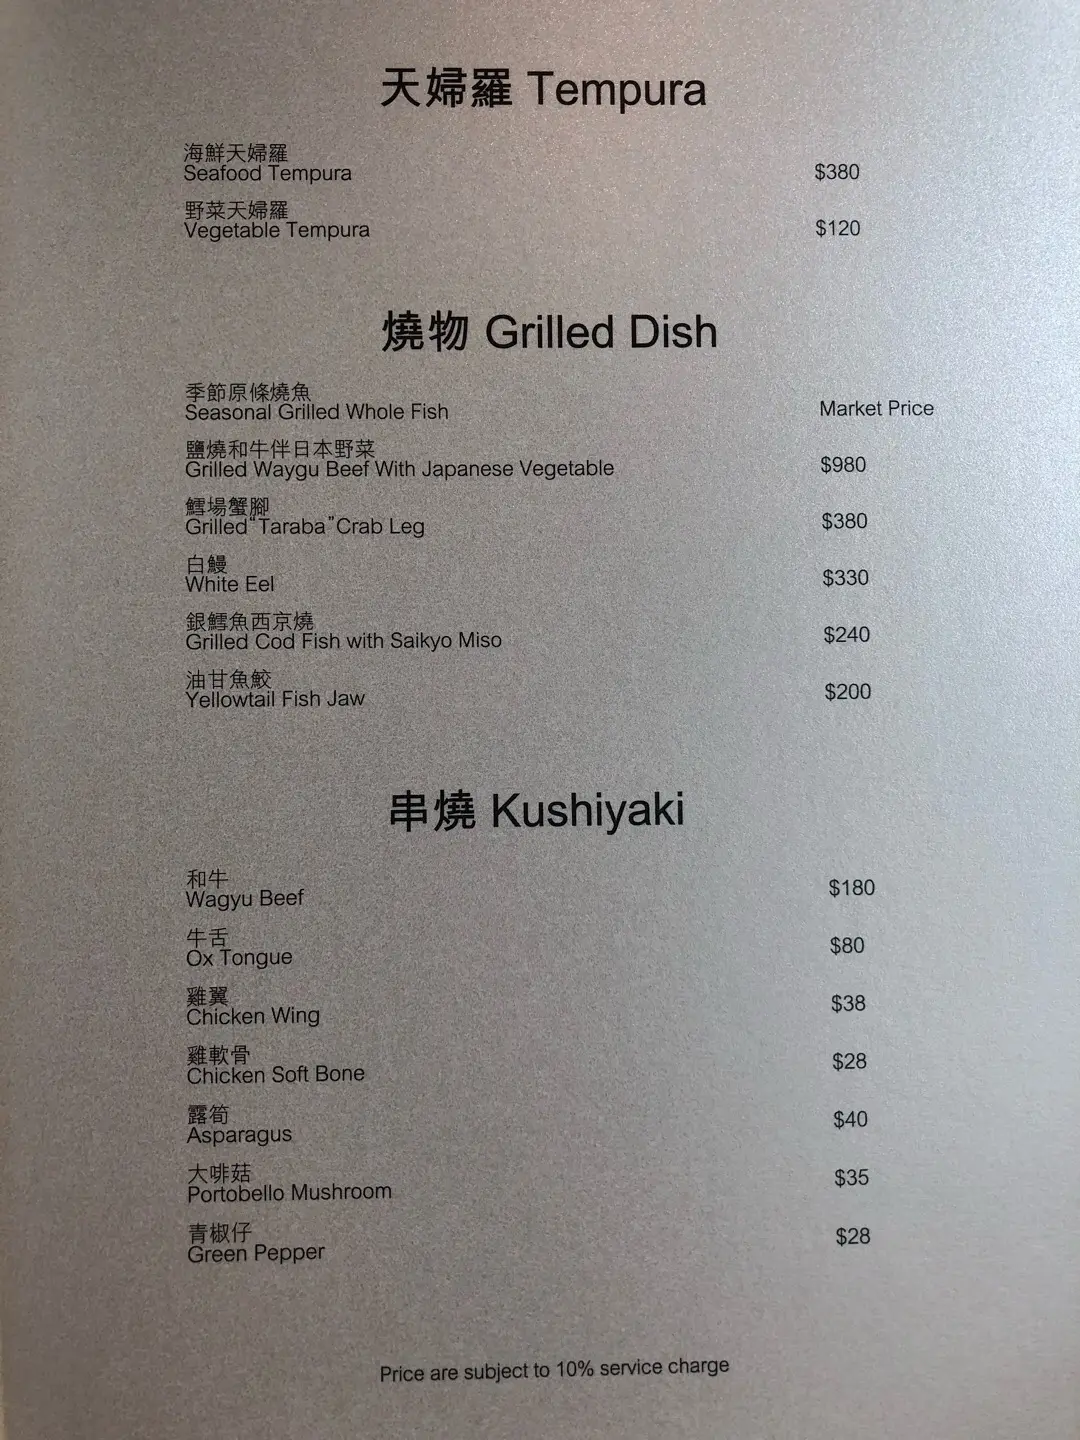 天婦羅 Tempura
海鮮天婦羅
Seafood Tempura $380
野菜天婦羅
Vegetable Tempura $120
燒物 Grilled Dish
季節原條燒魚
Seasonal Grilled Whole Fish Market Price
鹽燒和牛伴日本野菜
Grilled Waygu Beef With Japanese Vegetable $980
鱈場蟹腳
Grilled“Taraba”Crab Leg $380
白鰻
White Eel $330
銀鱈魚西京燒
Grilled Cod Fish with Saikyo Miso $240
油甘魚鮫
Yellowtail Fish Jaw $200
串燒 Kushiyaki
和牛
Wagyu Beef $180
牛舌
Ox Tongue $80
雞翼
Chicken Wing $38
雞軟骨
Chicken Soft Bone $28
露筍
Asparagus $40
大啡菇
Portobello Mushroom $35
青椒仔
Green Pepper $28
Price are subject to 10% service charge